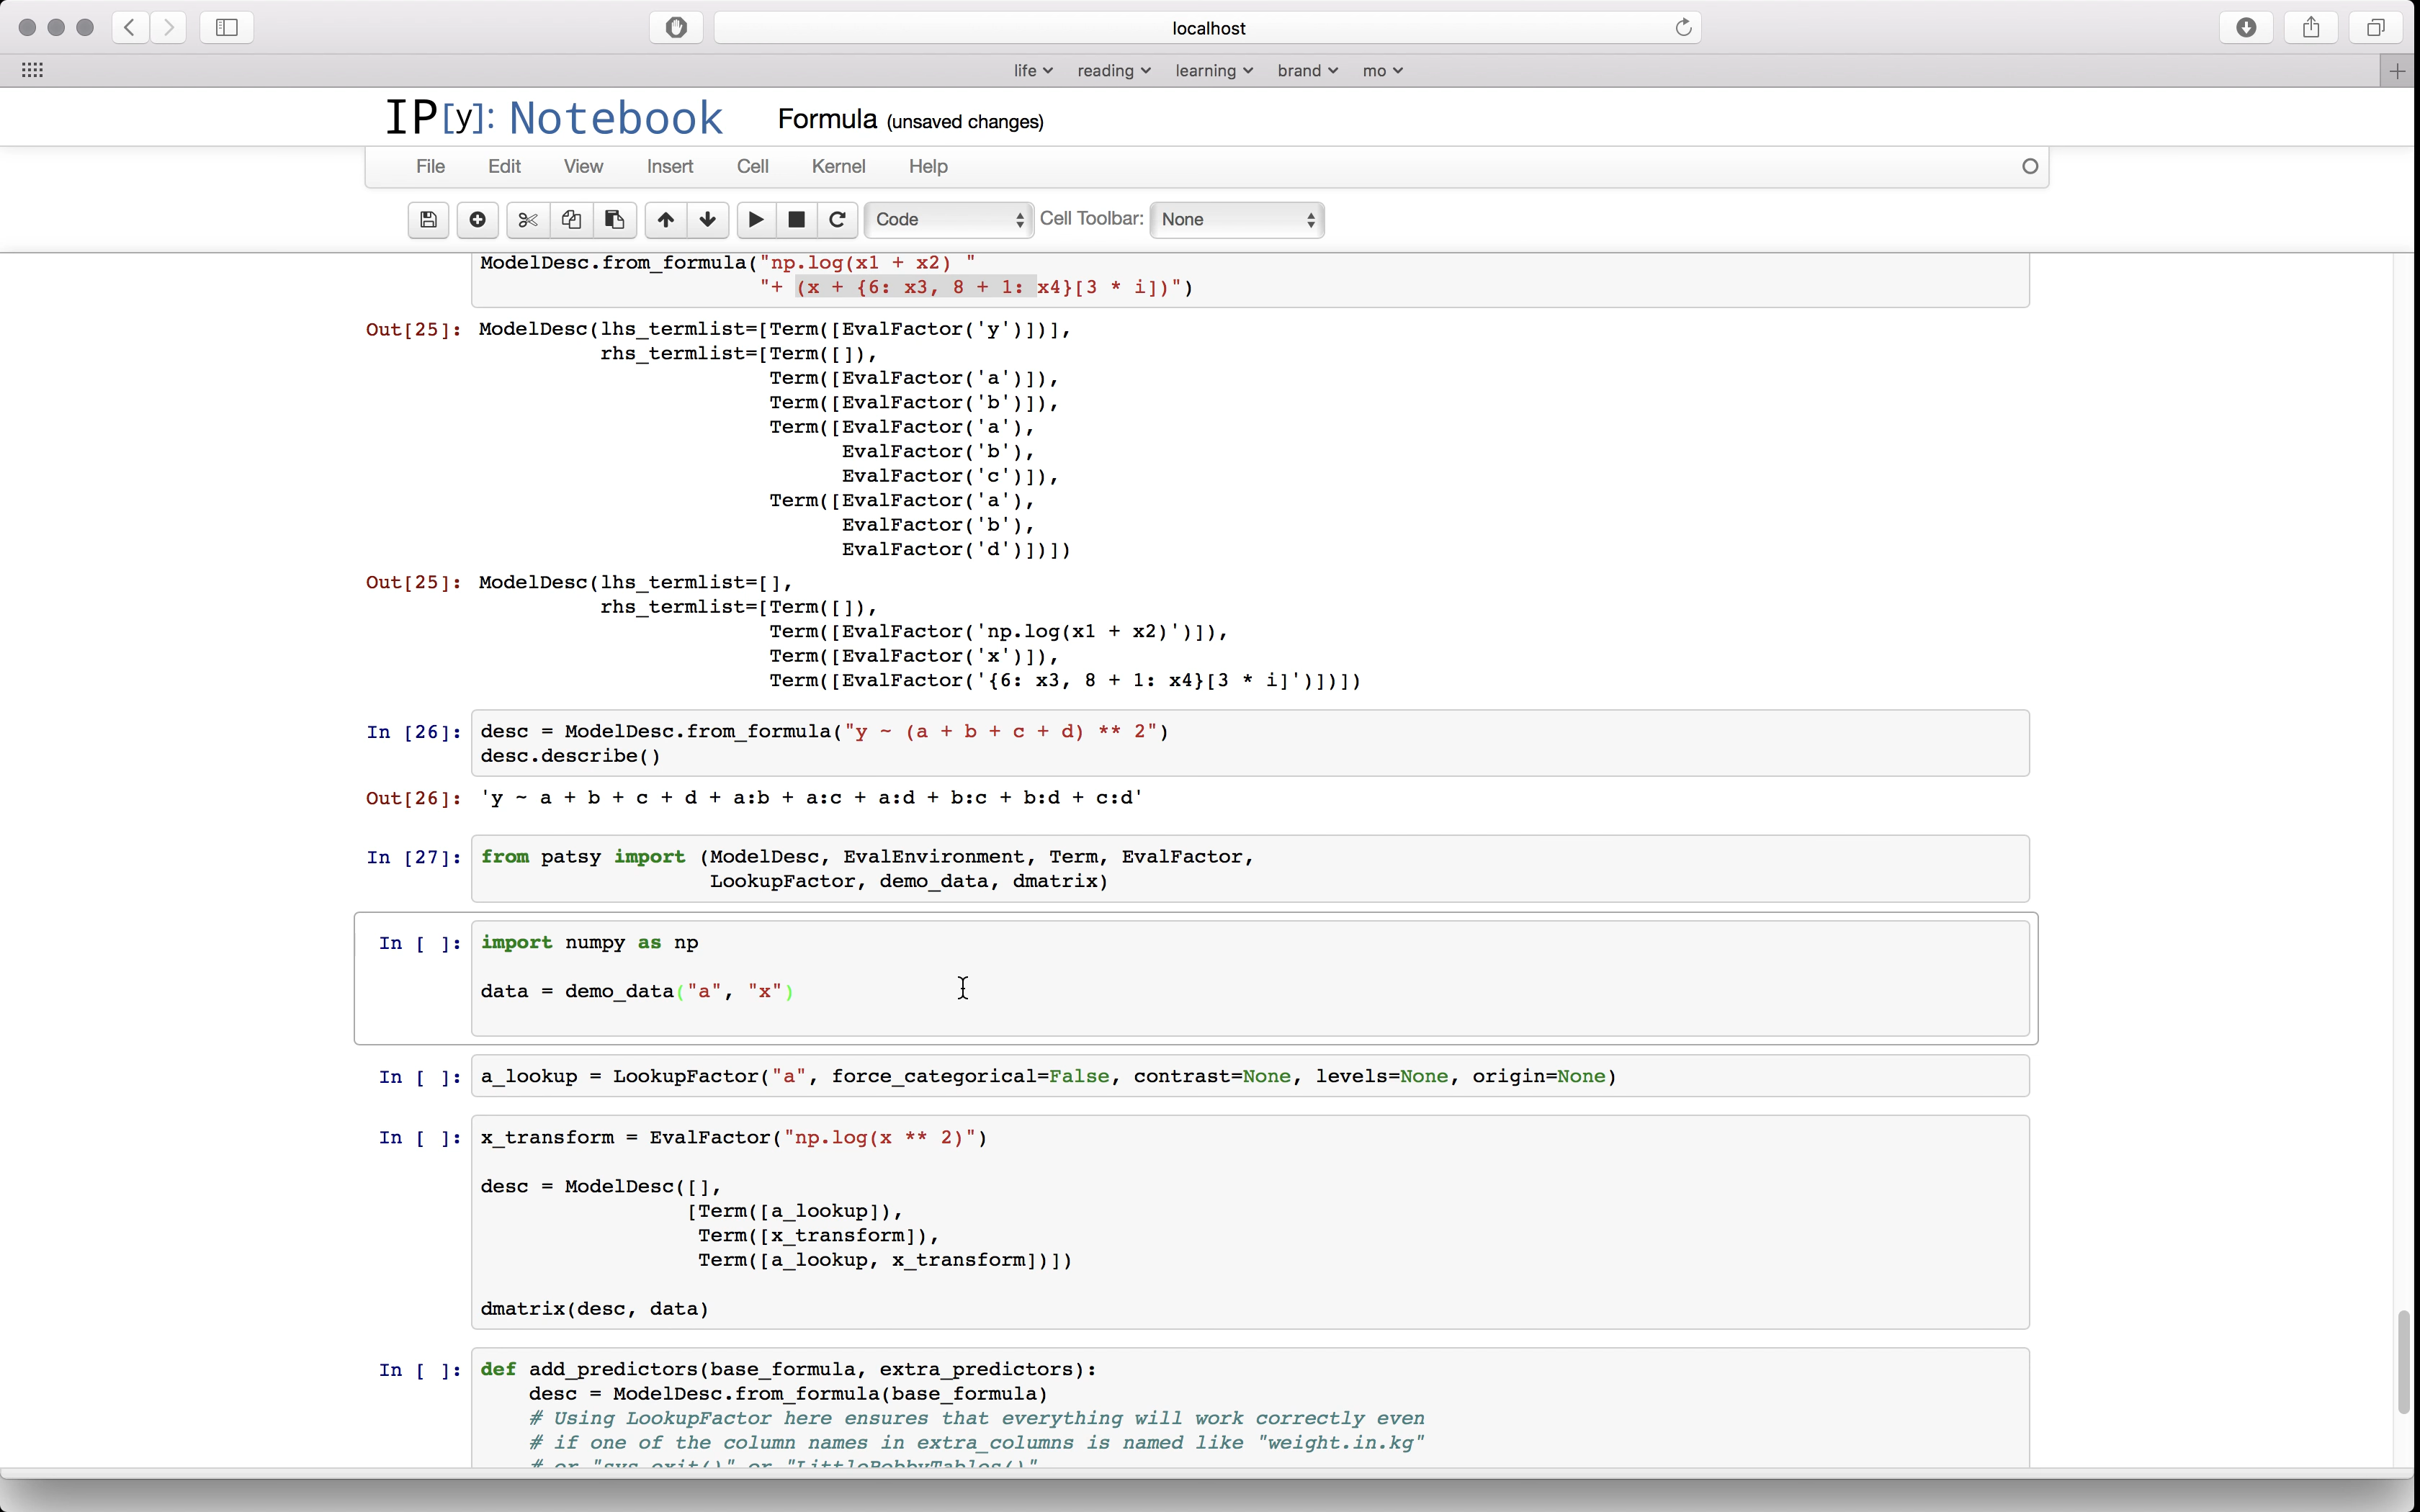 localhost
life reading learning brand mo
IP[y]: Notebook Formula (unsaved changes)
File Edit View Insert Cell Kernel Help
Code Cell Toolbar: None
ModelDesc.from_formula("np.log(x1 + x2) "
"+ (x + {6: x3, 8 + 1: x4}[3 * i])")
Out[25]: ModelDesc(lhs_termlist=[Term([EvalFactor('y')])],
rhs_termlist=[Term([]),
Term([EvalFactor('a')]),
Term([EvalFactor('b')]),
Term([EvalFactor('a'),
EvalFactor('b'),
EvalFactor('c')]),
Term([EvalFactor('a'),
EvalFactor('b'),
EvalFactor('d')])])
Out[25]: ModelDesc(lhs_termlist=[],
rhs_termlist=[Term([]),
Term([EvalFactor('np.log(x1 + x2)')]),
Term([EvalFactor('x')]),
Term([EvalFactor('{6: x3, 8 + 1: x4}[3 * i]')])])
In [26]: desc = ModelDesc.from_formula("y ~ (a + b + c + d) ** 2")
desc.describe()
Out[26]: 'y ~ a + b + c + d + a:b + a:c + a:d + b:c + b:d + c:d'
In [27]: from patsy import (ModelDesc, EvalEnvironment, Term, EvalFactor,
LookupFactor, demo_data, dmatrix)
In [ ]: import numpy as np
data = demo_data("a", "x")
In [ ]: a_lookup = LookupFactor("a", force_categorical=False, contrast=None, levels=None, origin=None)
In [ ]: x_transform = EvalFactor("np.log(x ** 2)")
desc = ModelDesc([],
[Term([a_lookup]),
Term([x_transform]),
Term([a_lookup, x_transform])])
dmatrix(desc, data)
In [ ]: def add_predictors(base_formula, extra_predictors):
desc = ModelDesc.from_formula(base_formula)
# Using LookupFactor here ensures that everything will work correctly even
# if one of the column names in extra_columns is named like "weight.in.kg"
# or "sys.exit()" or "LittleBobbyTables()"